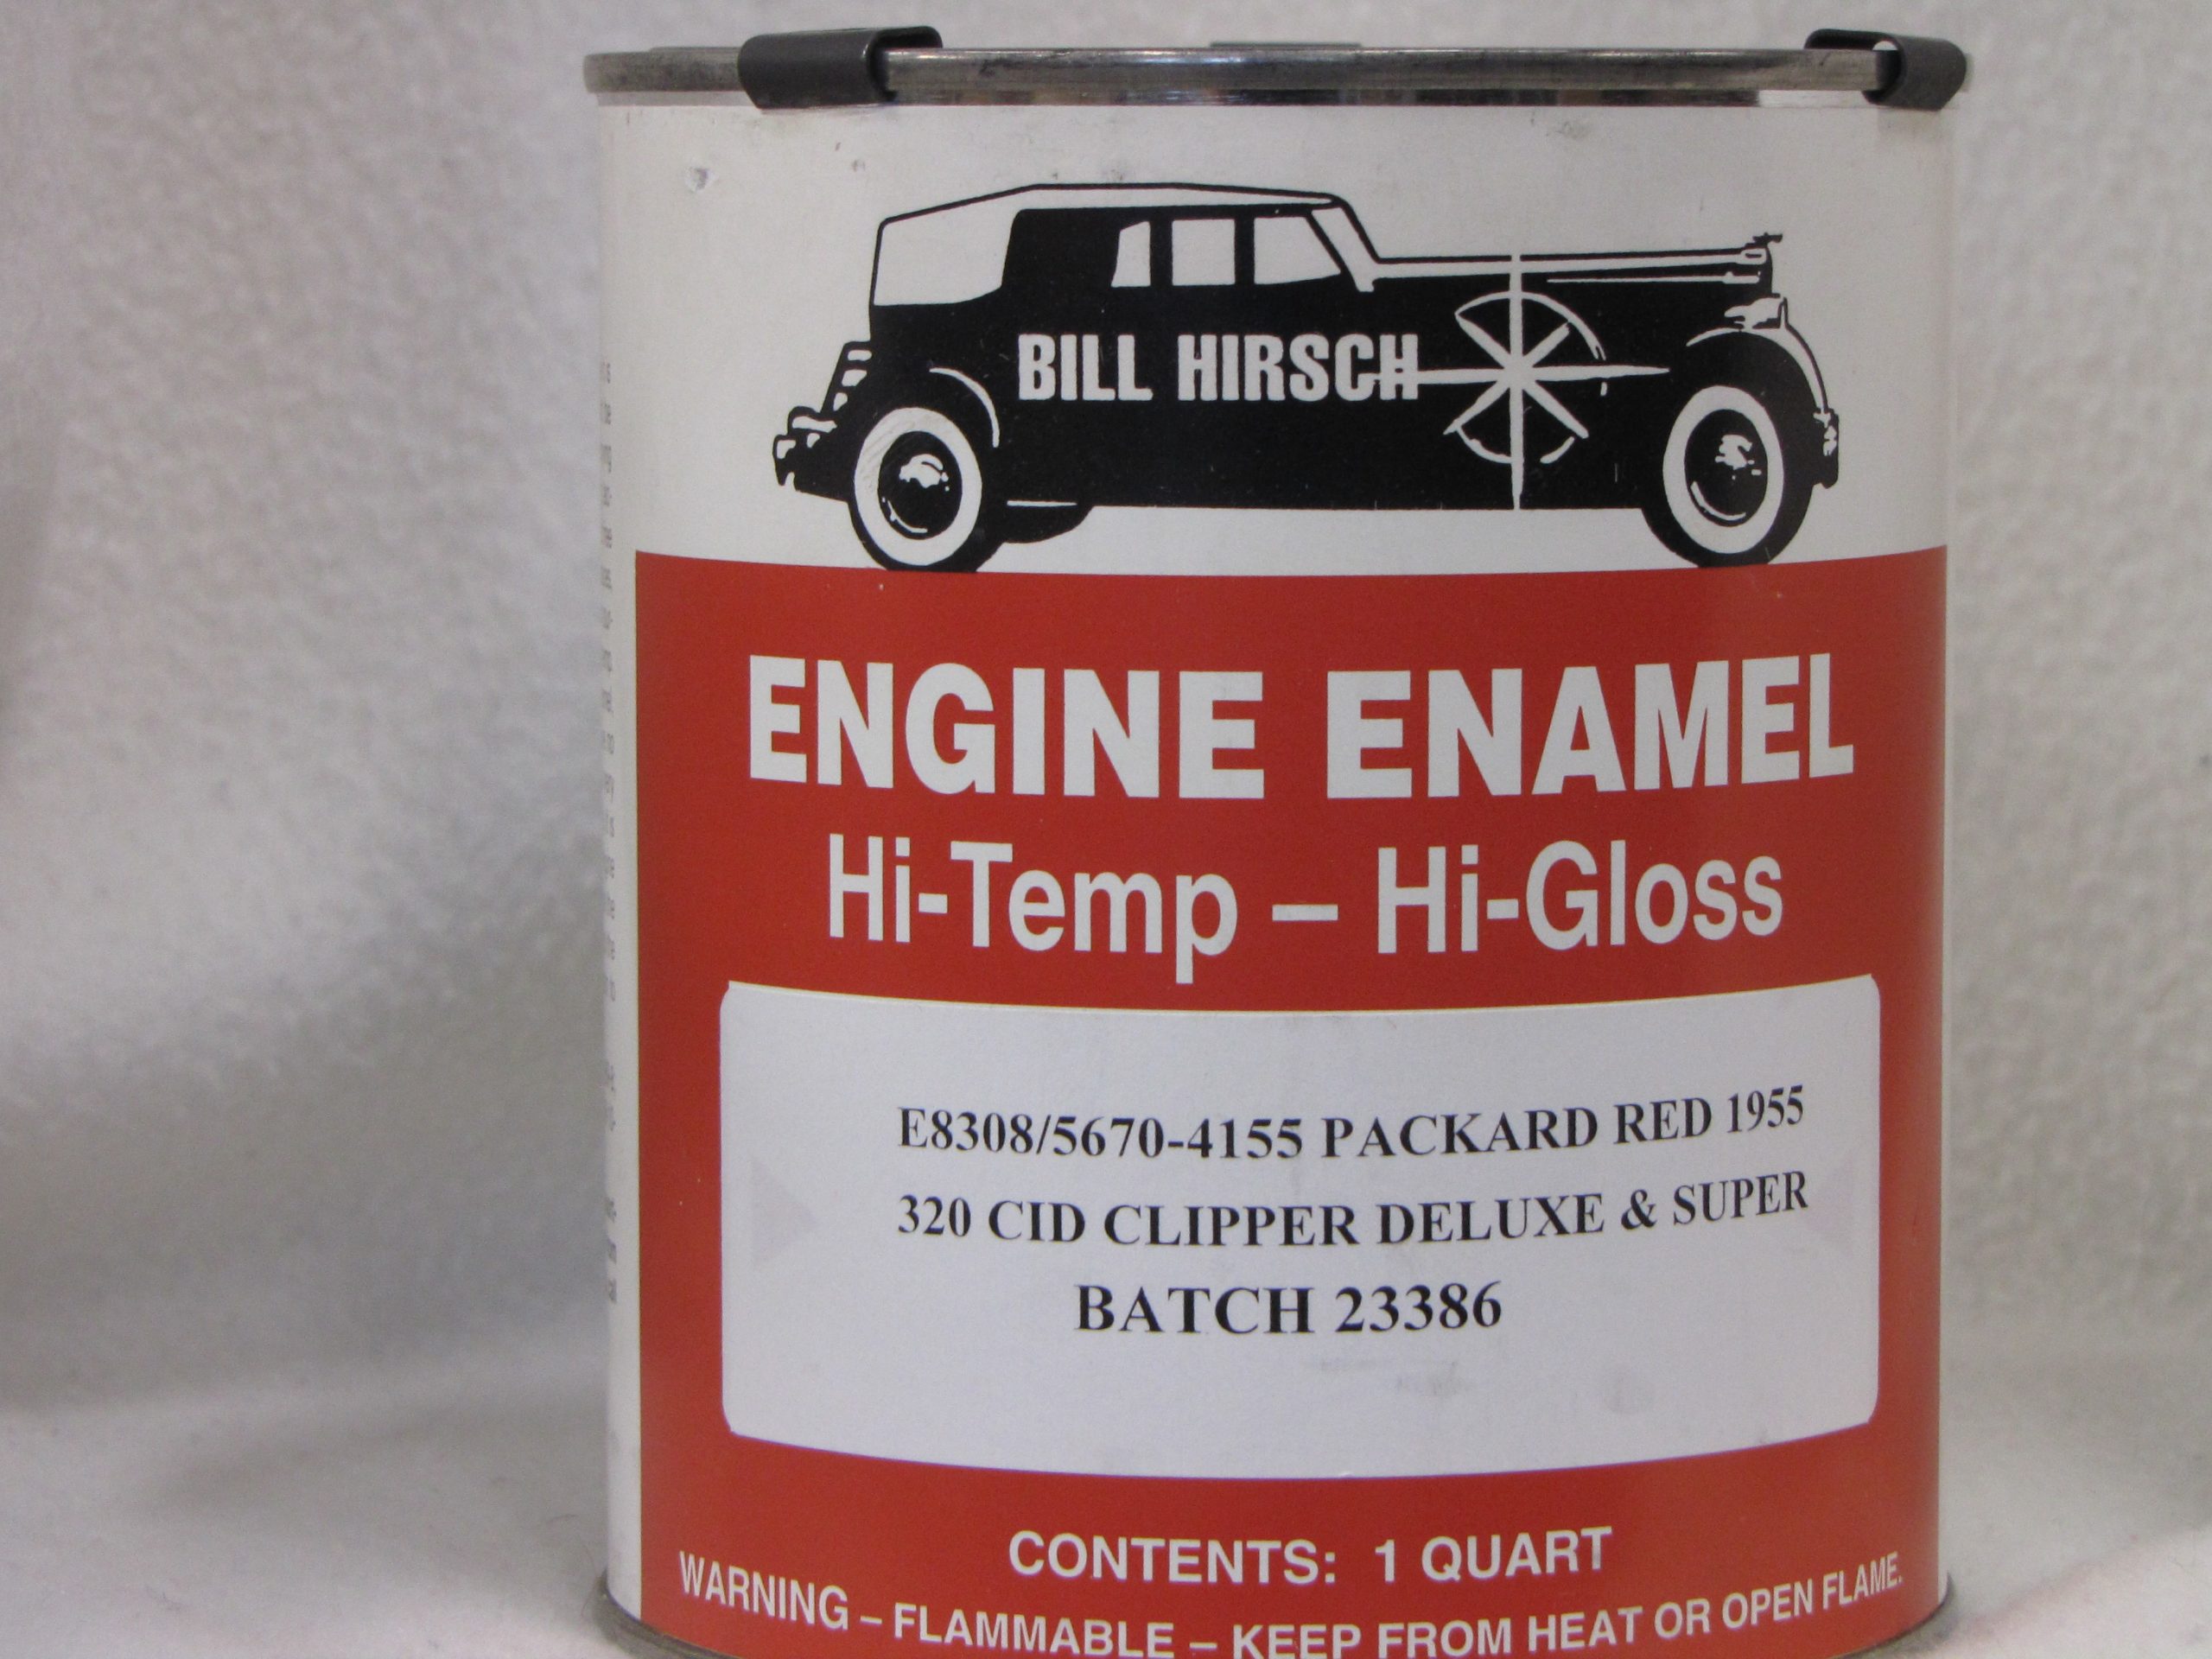 BILL HIRSCH
ENGINE ENAMEL
Hi-Temp – Hi-Gloss
E8308/5670-4155 PACKARD RED 1955
320 CID CLIPPER DELUXE & SUPER
BATCH 23386
CONTENTS: 1 QUART
WARNING – FLAMMABLE – KEEP FROM HEAT OR OPEN FLAME.